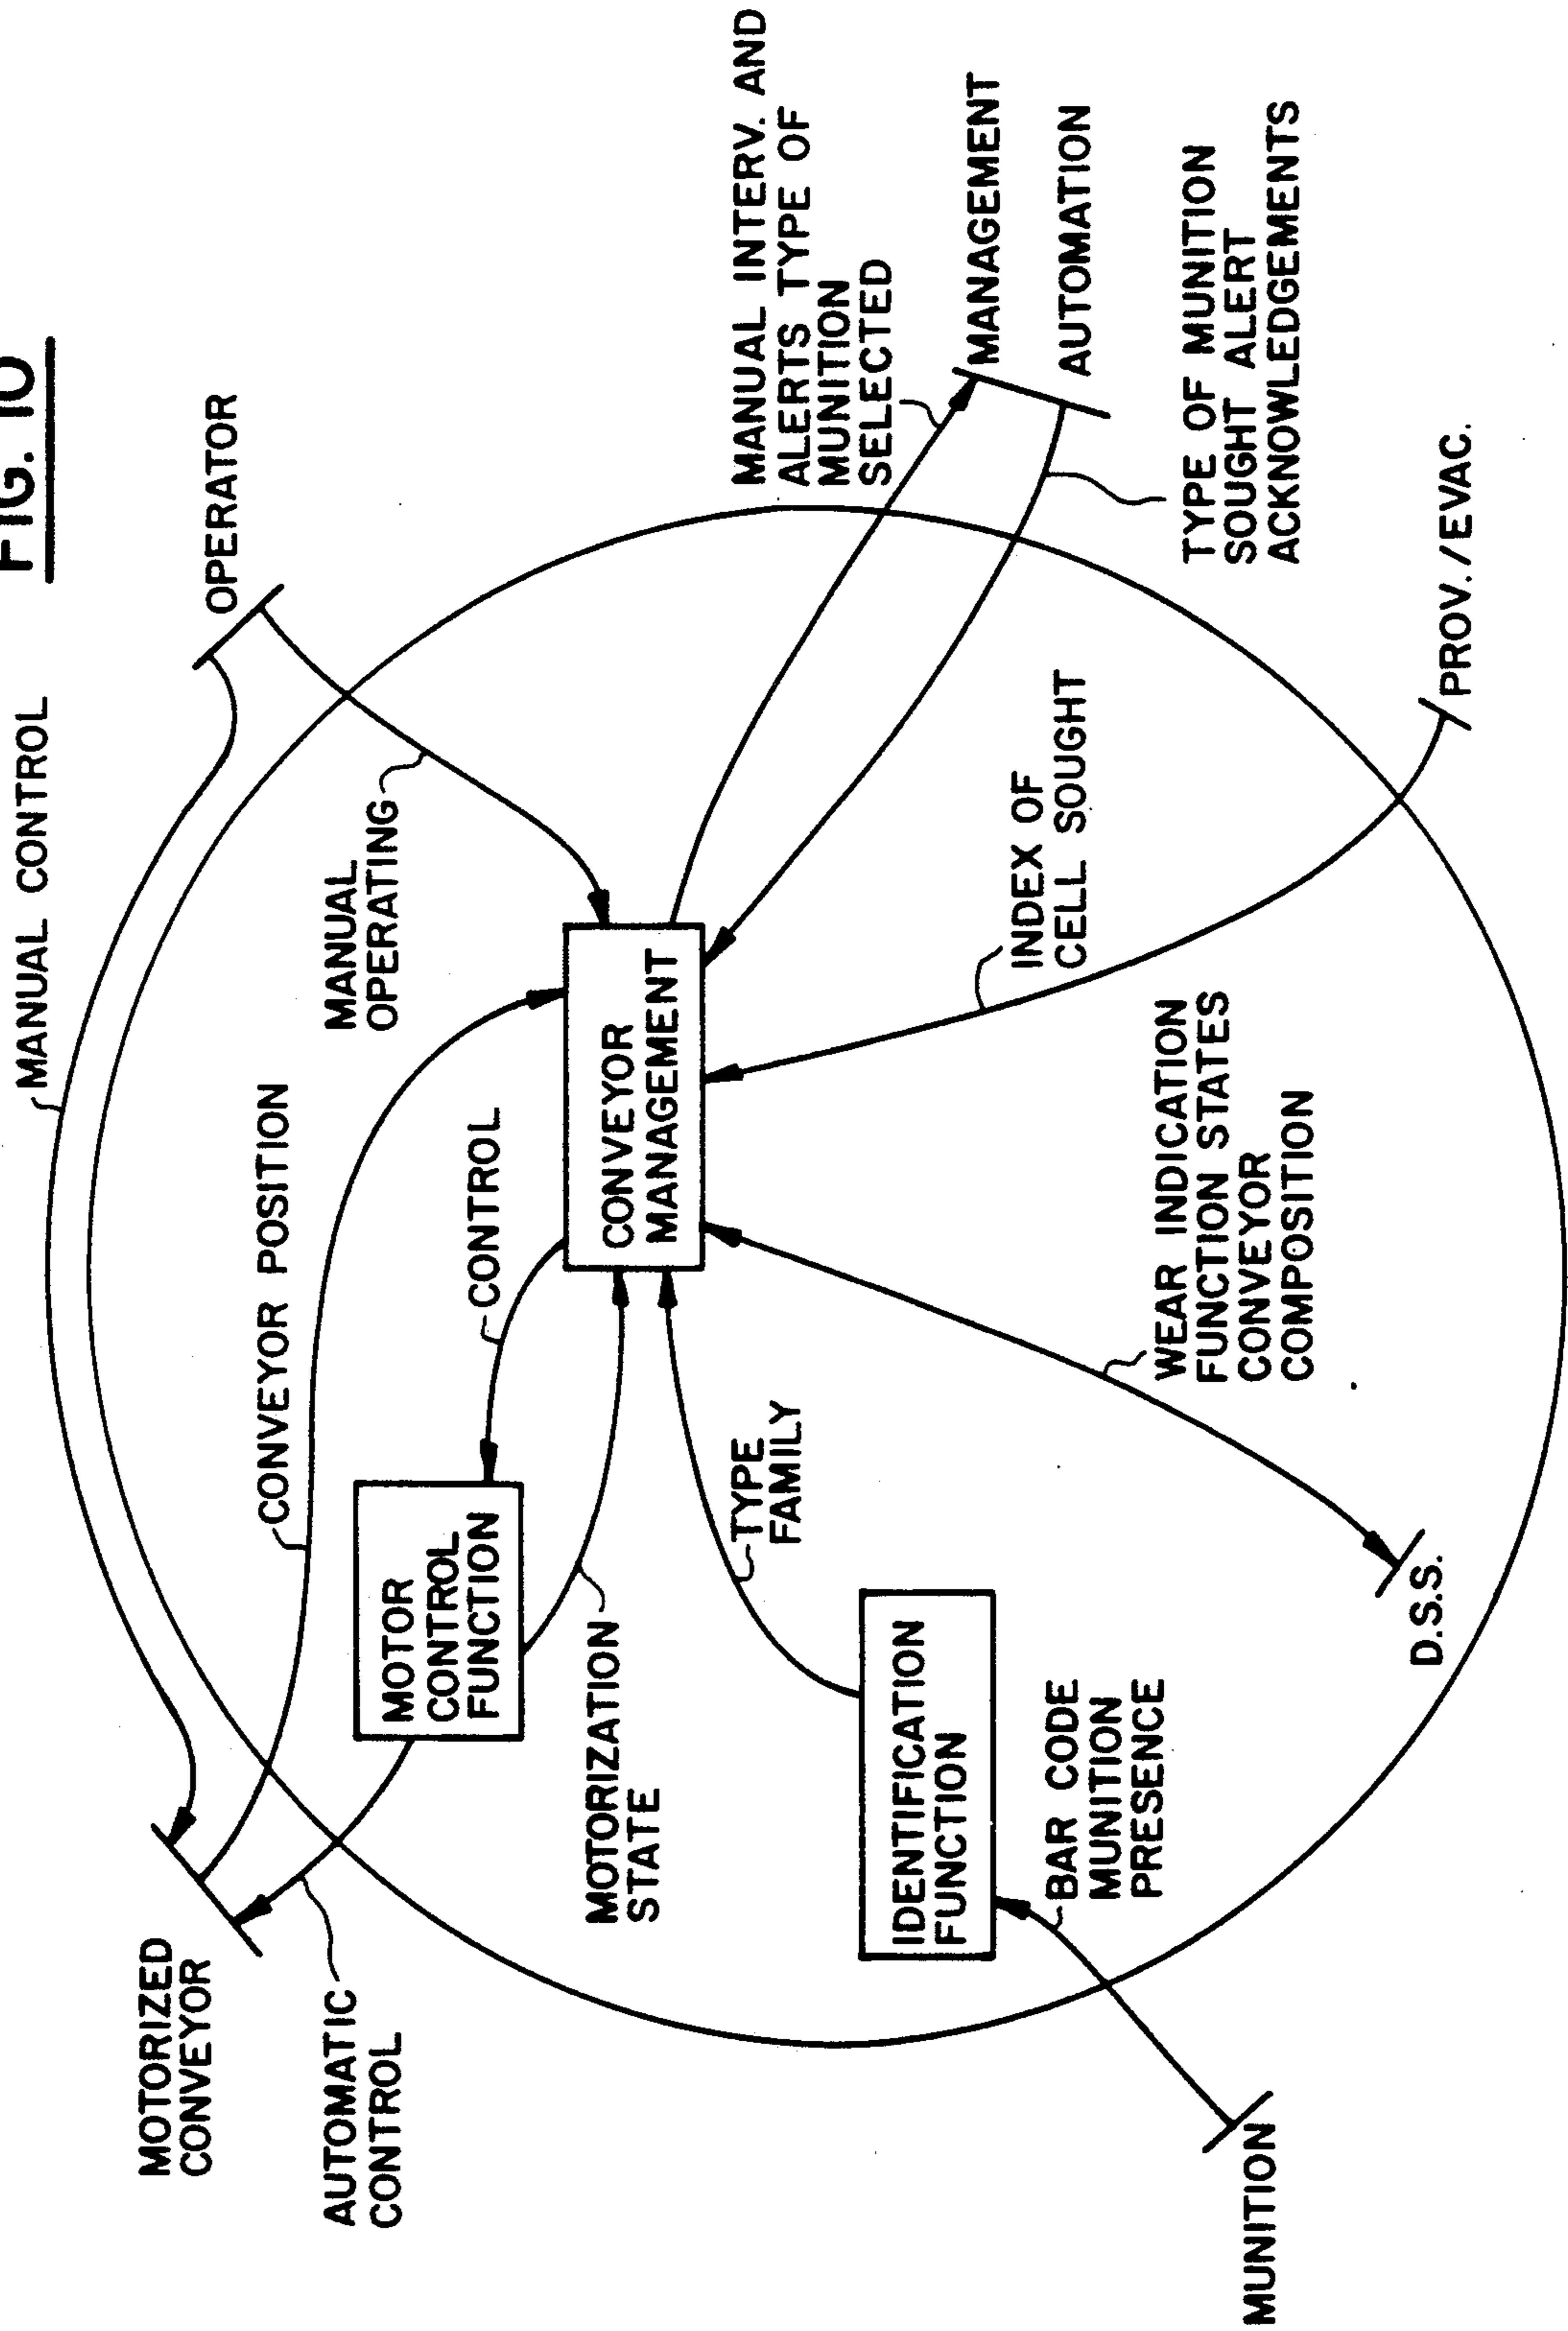 FIG. 10
MANUAL CONTROL
OPERATOR
MOTORIZED
CONVEYOR
CONVEYOR POSITION
AUTOMATIC
CONTROL
MANUAL
OPERATING
MOTOR
CONTROL
FUNCTION
CONTROL
CONVEYOR
MANAGEMENT
MOTORIZATION
STATE
MANUAL INTERV. AND
ALERTS TYPE OF
MUNITION
SELECTED
TYPE
FAMILY
IDENTIFICATION
FUNCTION
MANAGEMENT
AUTOMATION
INDEX OF
CELL SOUGHT
BAR CODE
MUNITION
PRESENCE
WEAR INDICATION
FUNCTION STATES
CONVEYOR
COMPOSITION
TYPE OF MUNITION
SOUGHT ALERT
ACKNOWLEDGEMENTS
MUNITION
D.S.S.
PROV./EVAC.